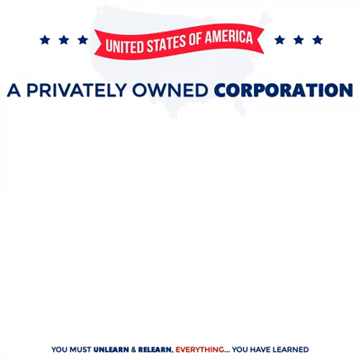 UNITED STATES OF AMERICA
A PRIVATELY OWNED CORPORATION
YOU MUST UNLEARN & RELEARN, EVERYTHING... YOU HAVE LEARNED